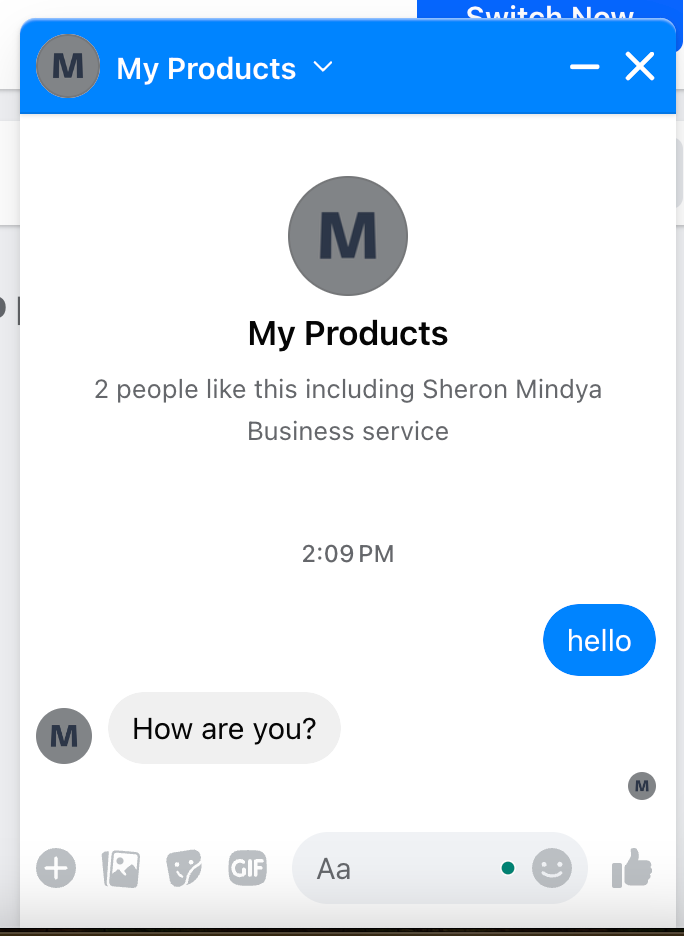 Switch Now
M My Products
M
My Products
2 people like this including Sheron Mindya
Business service
2:09 PM
hello
M How are you?
M
GIF Aa